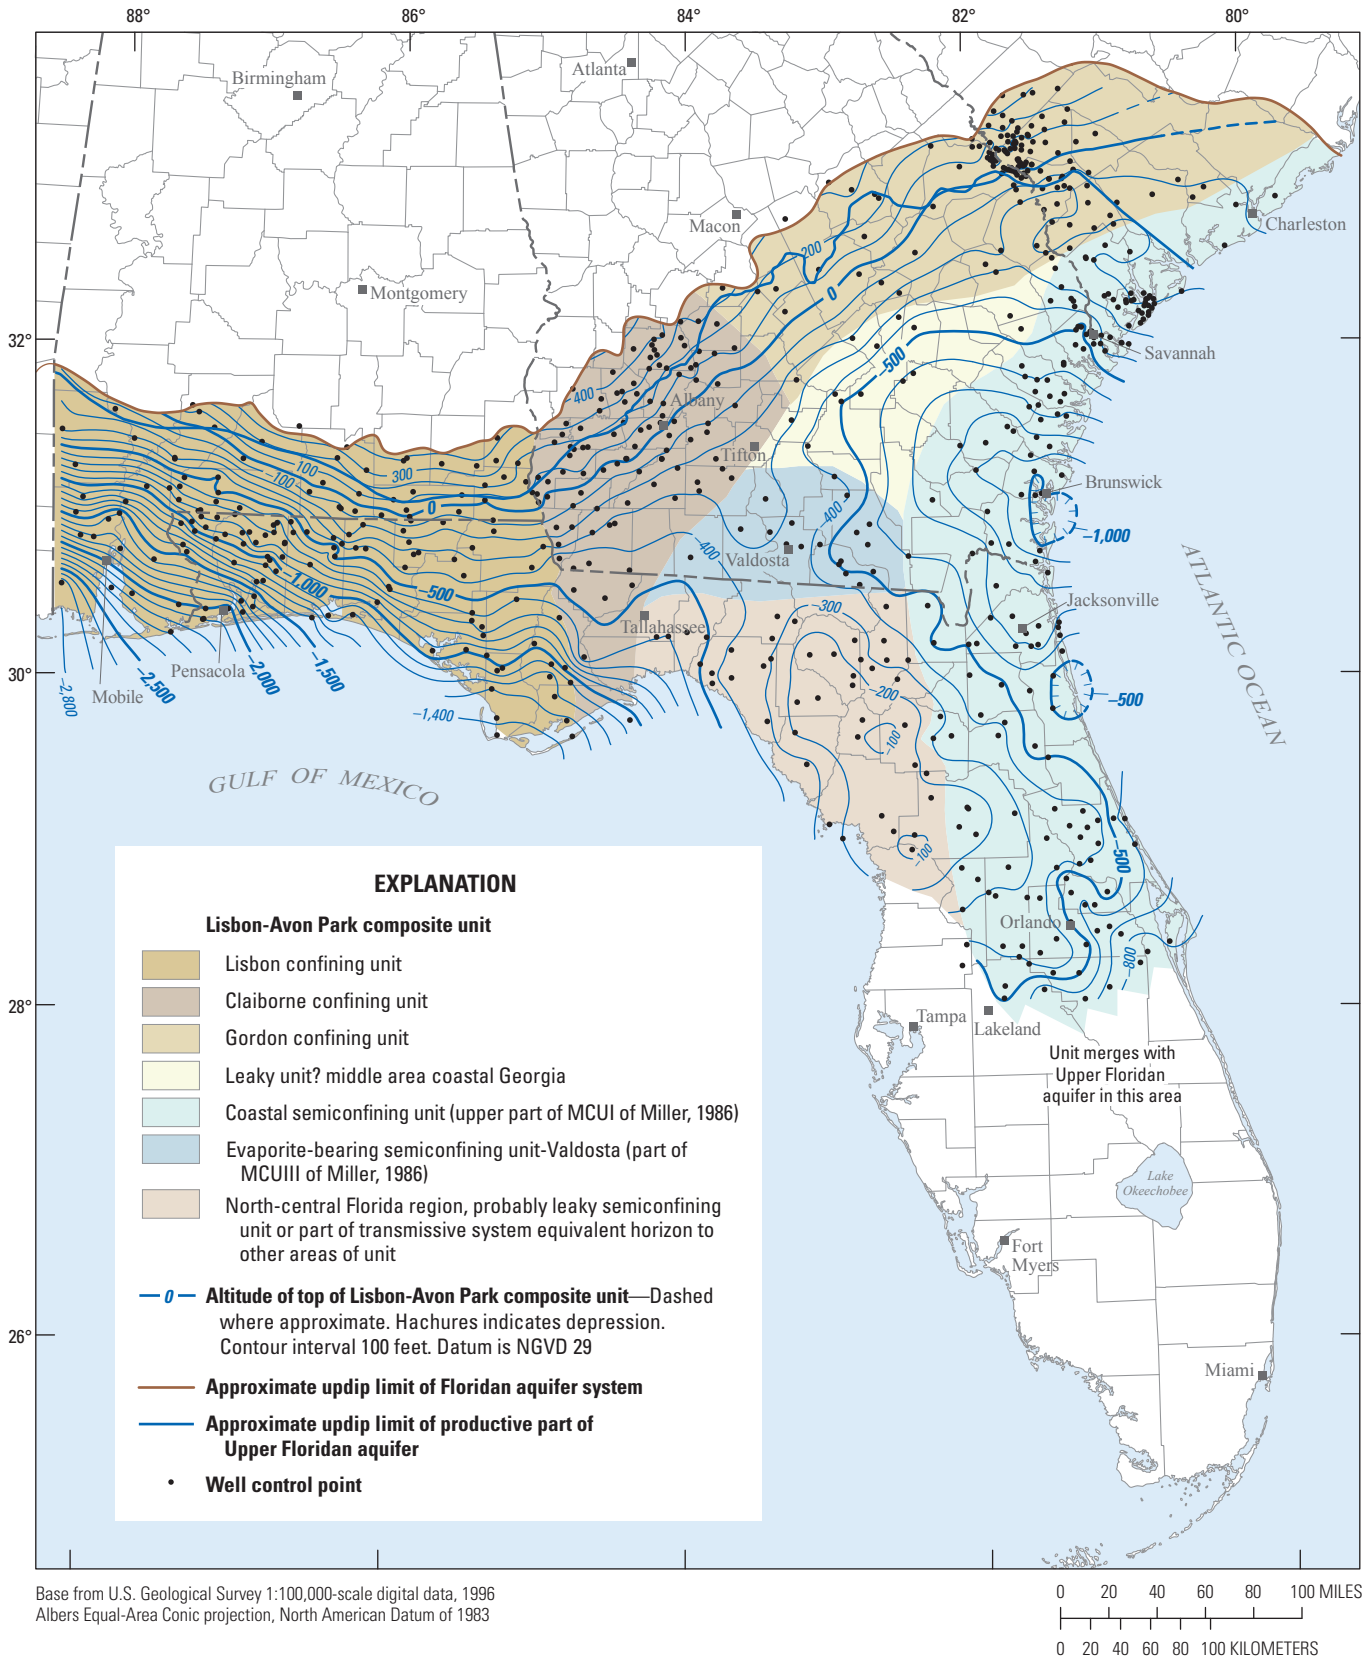 88°
86°
84°
82°
80°
Birmingham
Atlanta
Macon
Charleston
Montgomery
200
0
32°
Savannah
−500
400
Albany
Tifton
100
100
300
0
Brunswick
−1,000
−400
−400
Valdosta
ATLANTIC OCEAN
1,000
−500
Jacksonville
−300
Tallahassee
30°
Pensacola
Mobile
−2,800
−2,500
−2,000
−1,500
−1,400
−200
−500
−100
GULF OF MEXICO
−100
−500
Orlando
−800
28°
Tampa
Lakeland
Unit merges with
Upper Floridan
aquifer in this area
Lake
Okeechobee
Fort
Myers
26°
Miami
EXPLANATION
Lisbon-Avon Park composite unit
Lisbon confining unit
Claiborne confining unit
Gordon confining unit
Leaky unit? middle area coastal Georgia
Coastal semiconfining unit (upper part of MCUI of Miller, 1986)
Evaporite-bearing semiconfining unit-Valdosta (part of
MCUIII of Miller, 1986)
North-central Florida region, probably leaky semiconfining
unit or part of transmissive system equivalent horizon to
other areas of unit
0 Altitude of top of Lisbon-Avon Park composite unit—Dashed
where approximate. Hachures indicates depression.
Contour interval 100 feet. Datum is NGVD 29
Approximate updip limit of Floridan aquifer system
Approximate updip limit of productive part of
Upper Floridan aquifer
Well control point
Base from U.S. Geological Survey 1:100,000-scale digital data, 1996
Albers Equal-Area Conic projection, North American Datum of 1983
0 20 40 60 80 100 MILES
0 20 40 60 80 100 KILOMETERS